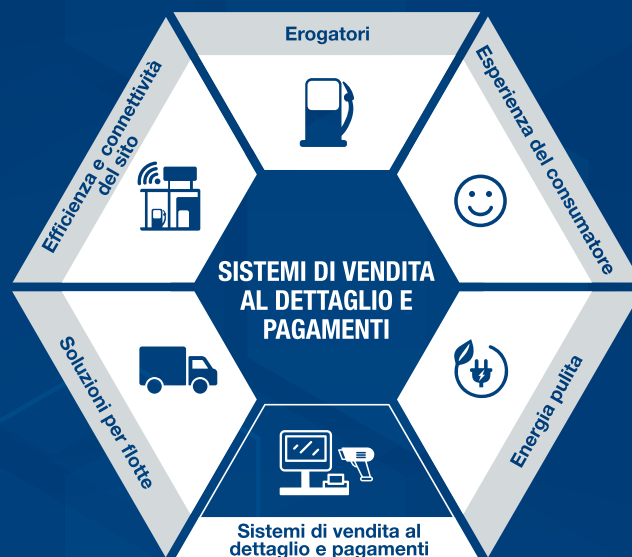 Erogatori
Efficienza e connettività
del sito
Esperienza del consumatore
SISTEMI DI VENDITA
AL DETTAGLIO E
PAGAMENTI
Soluzioni per flotte
Energia pulita
Sistemi di vendita al
dettaglio e pagamenti